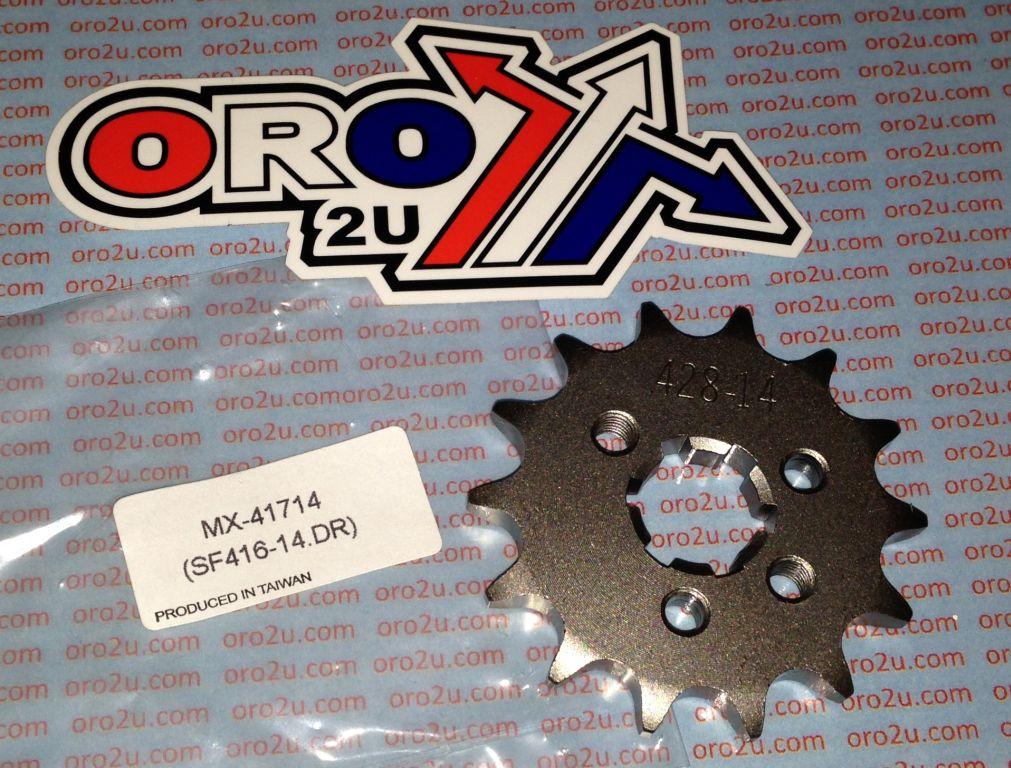 ORO
2U
428-14
MX-41714
(SF416-14.DR)
PRODUCED IN TAIWAN
oro2u.com